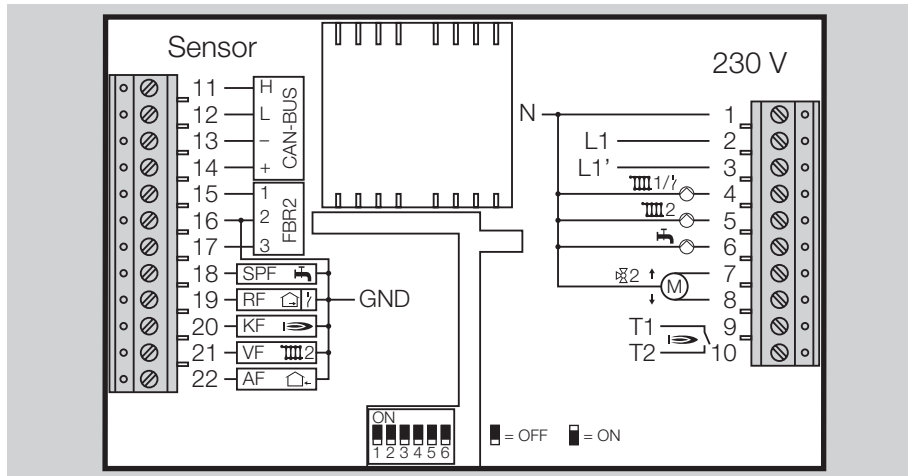 Sensor
11 H
12 L
13 −
14 +
CAN-BUS
15 1
16 2
17 3
FBR2
18 SPF
19 RF
20 KF
21 VF 2
22 AF
GND
ON
1 2 3 4 5 6
= OFF = ON
230 V
N 1
L1 2
L1’ 3
1/ 4
2 5
6
2 7
M
8
T1 9
T2 10